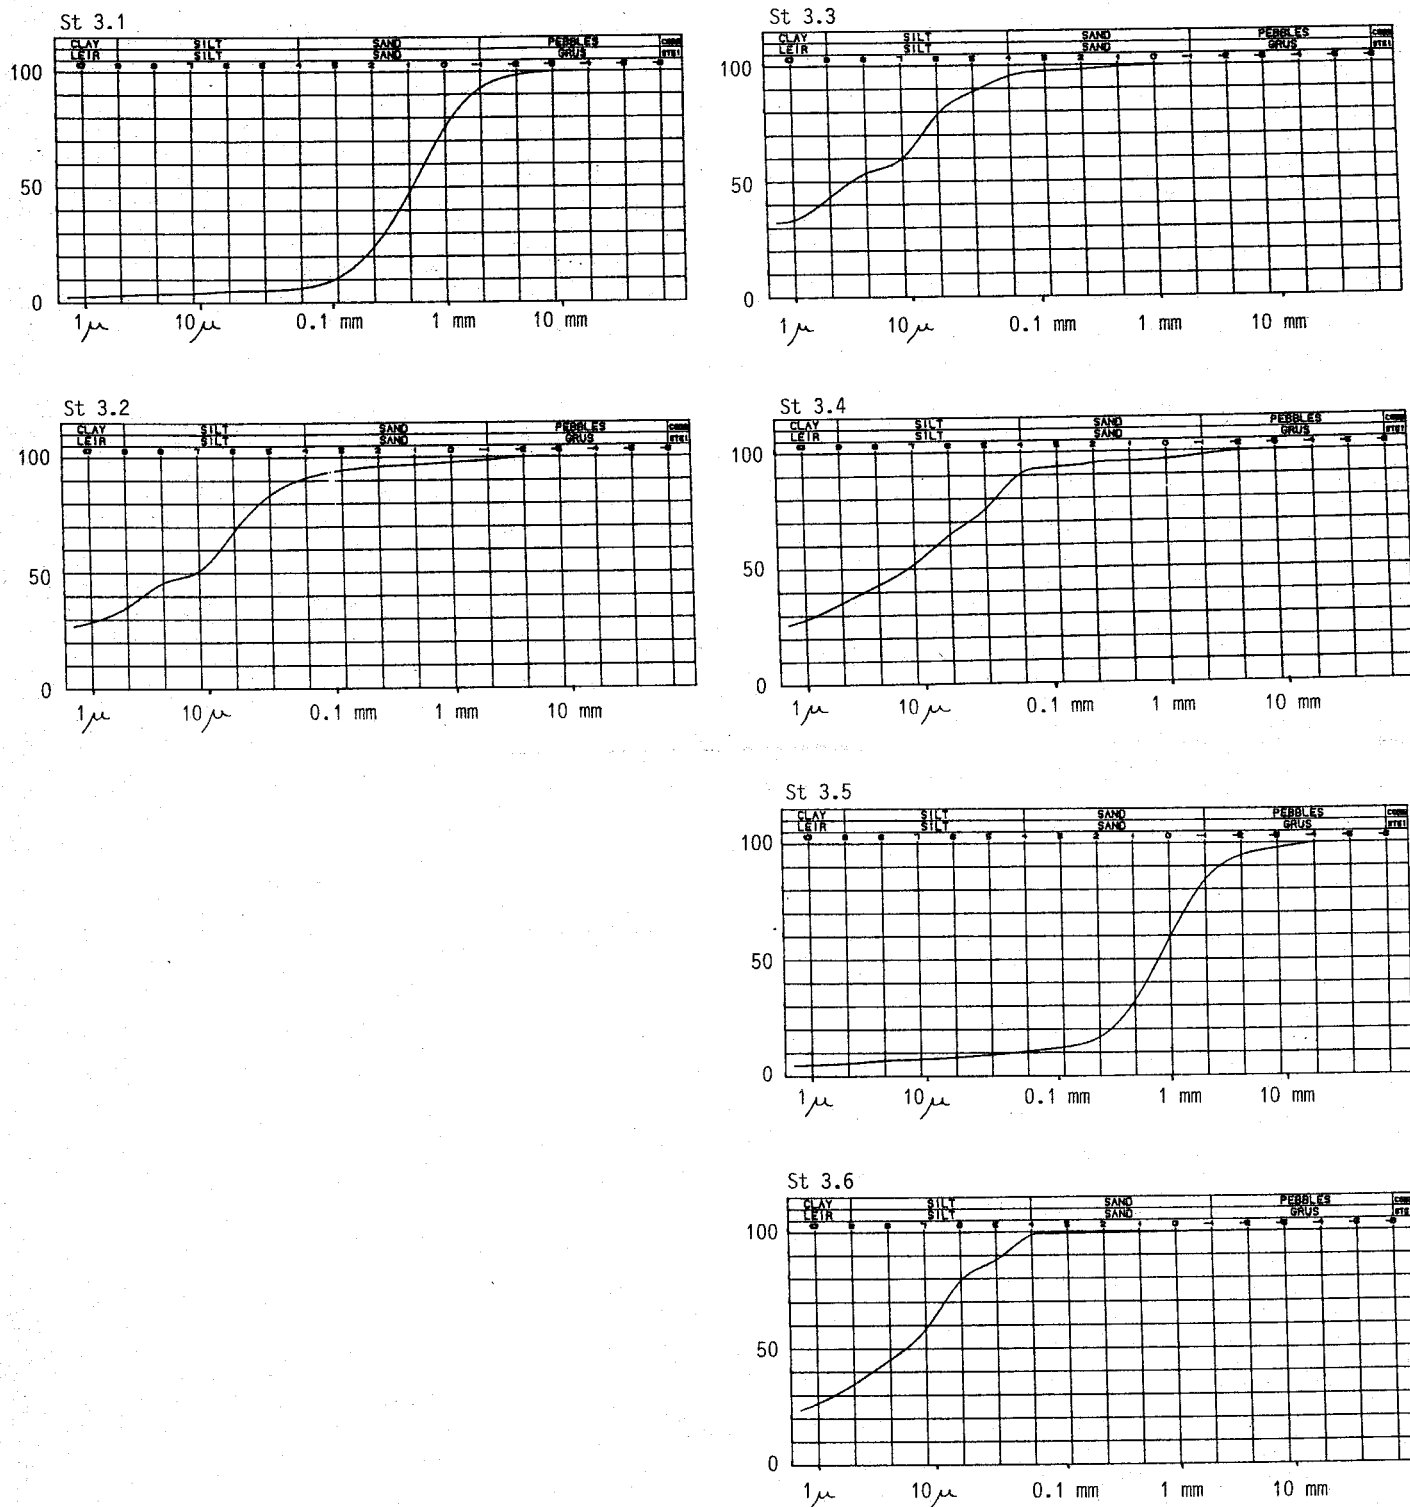 St 3.1
CLAY SILT SAND PEBBLES
LEIR SILT SAND GRUS
100
50
0
1μ 10μ 0.1 mm 1 mm 10 mm
St 3.2
CLAY SILT SAND PEBBLES
LEIR SILT SAND GRUS
100
50
0
1μ 10μ 0.1 mm 1 mm 10 mm
St 3.3
CLAY SILT SAND PEBBLES
LEIR SILT SAND GRUS
100
50
0
1μ 10μ 0.1 mm 1 mm 10 mm
St 3.4
CLAY SILT SAND PEBBLES
LEIR SILT SAND GRUS
100
50
0
1μ 10μ 0.1 mm 1 mm 10 mm
St 3.5
CLAY SILT SAND PEBBLES
LEIR SILT SAND GRUS
100
50
0
1μ 10μ 0.1 mm 1 mm 10 mm
St 3.6
CLAY SILT SAND PEBBLES
LEIR SILT SAND GRUS
100
50
0
1μ 10μ 0.1 mm 1 mm 10 mm